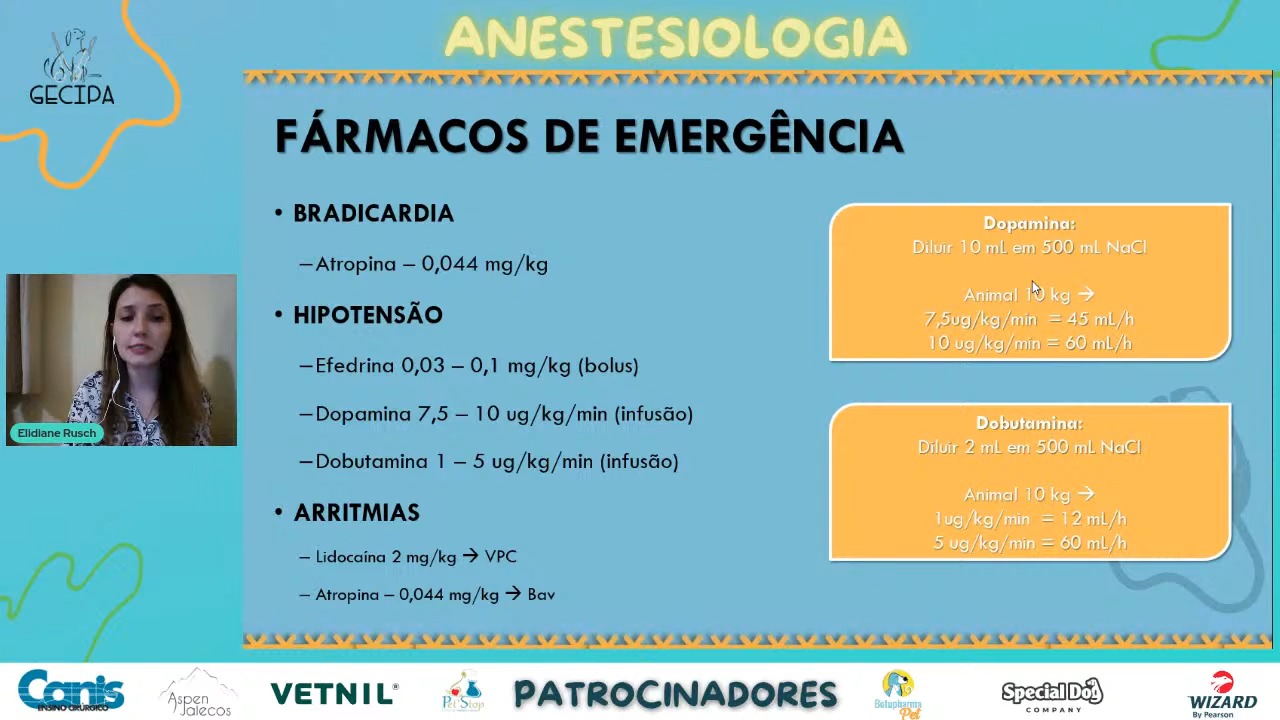 ANESTESIOLOGIA
GECIPA
FÁRMACOS DE EMERGÊNCIA
• BRADICARDIA
–Atropina – 0,044 mg/kg
• HIPOTENSÃO
–Efedrina 0,03 – 0,1 mg/kg (bolus)
–Dopamina 7,5 – 10 ug/kg/min (infusão)
–Dobutamina 1 – 5 ug/kg/min (infusão)
• ARRITMIAS
– Lidocaína 2 mg/kg → VPC
– Atropina – 0,044 mg/kg → Bav
Dopamina:
Diluir 10 mL em 500 mL NaCl
Animal 10 kg →
7,5ug/kg/min = 45 mL/h
10 ug/kg/min = 60 mL/h
Dobutamina:
Diluir 2 mL em 500 mL NaCl
Animal 10 kg →
1ug/kg/min = 12 mL/h
5 ug/kg/min = 60 mL/h
Elidiane Rusch
Canis
ENSINO CIRÚRGICO
Aspen
Jalecos
VETNIL®
Pet Stop
PATROCINADORES
Botupharma
Pet
Special Dog
COMPANY
WIZARD
By Pearson